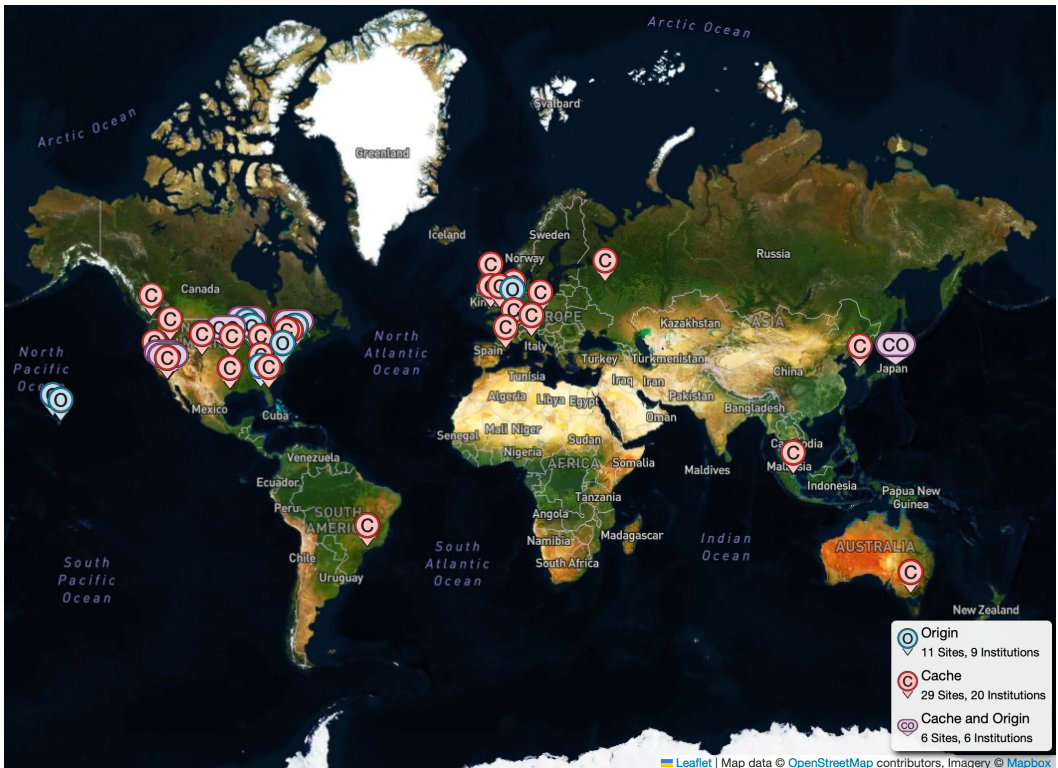 Arctic Ocean
Arctic Ocean
Svalbard
Greenland
Iceland
Sweden
Norway
Russia
Canada
C
C
C
C
C
O
C
C
C
C
C
C
C
C
C
C
O
C
C
C
C
C
O
EUROPE
Italy
Spain
Kazakhstan
ASIA
Turkey
Turkmenistan
China
C
CO
Japan
North
Pacific
Ocean
North
Atlantic
Ocean
Mexico
Cuba
Tunisia
Algeria
Libya
Egypt
Iraq
Iran
Pakistan
Oman
Bangladesh
Senegal
Mali
Niger
Sudan
Nigeria
AFRICA
Somalia
Maldives
C
Malaysia
Indonesia
Papua New
Guinea
Venezuela
Ecuador
Peru
SOUTH
AMERICA
C
Chile
Uruguay
Tanzania
Angola
Namibia
Madagascar
South Africa
South
Pacific
Ocean
South
Atlantic
Ocean
Indian
Ocean
AUSTRALIA
C
New Zealand
O Origin
11 Sites, 9 Institutions
C Cache
29 Sites, 20 Institutions
CO Cache and Origin
6 Sites, 6 Institutions
Leaflet | Map data © OpenStreetMap contributors, Imagery © Mapbox